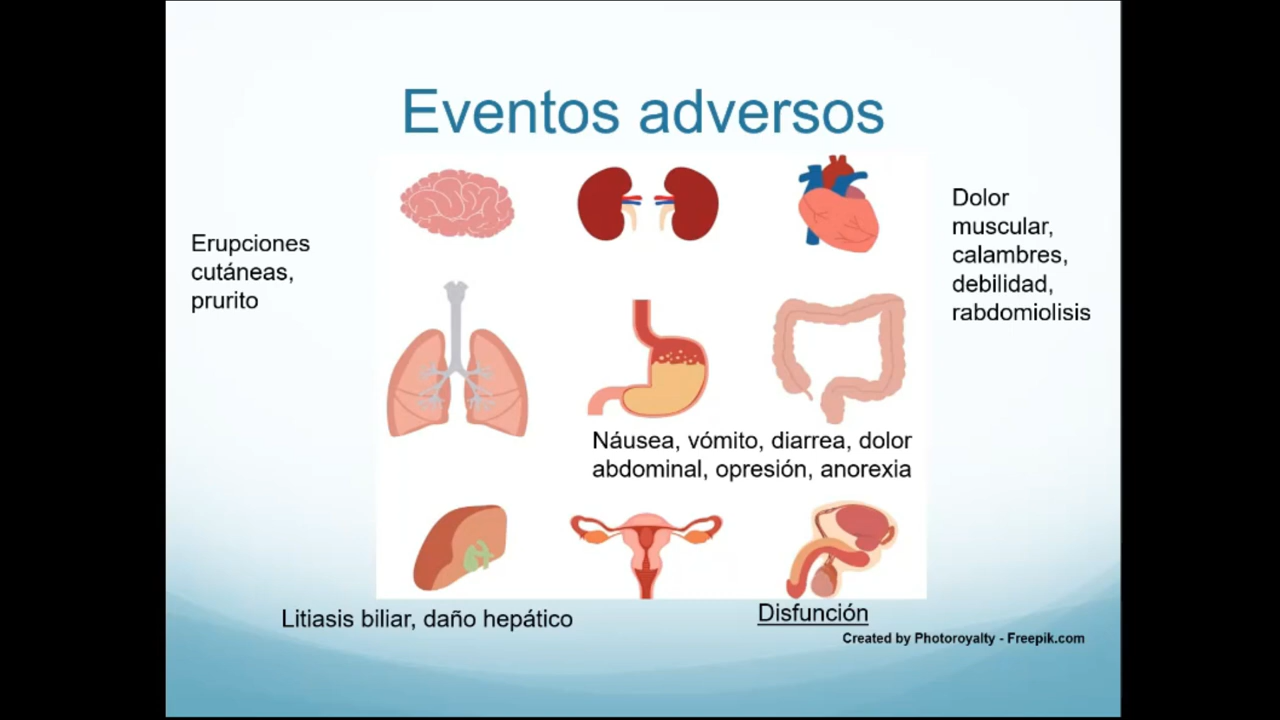 Eventos adversos
Erupciones
cutáneas,
prurito
Dolor
muscular,
calambres,
debilidad,
rabdomiolisis
Náusea, vómito, diarrea, dolor
abdominal, opresión, anorexia
Litiasis biliar, daño hepático
Disfunción
Created by Photoroyalty - Freepik.com